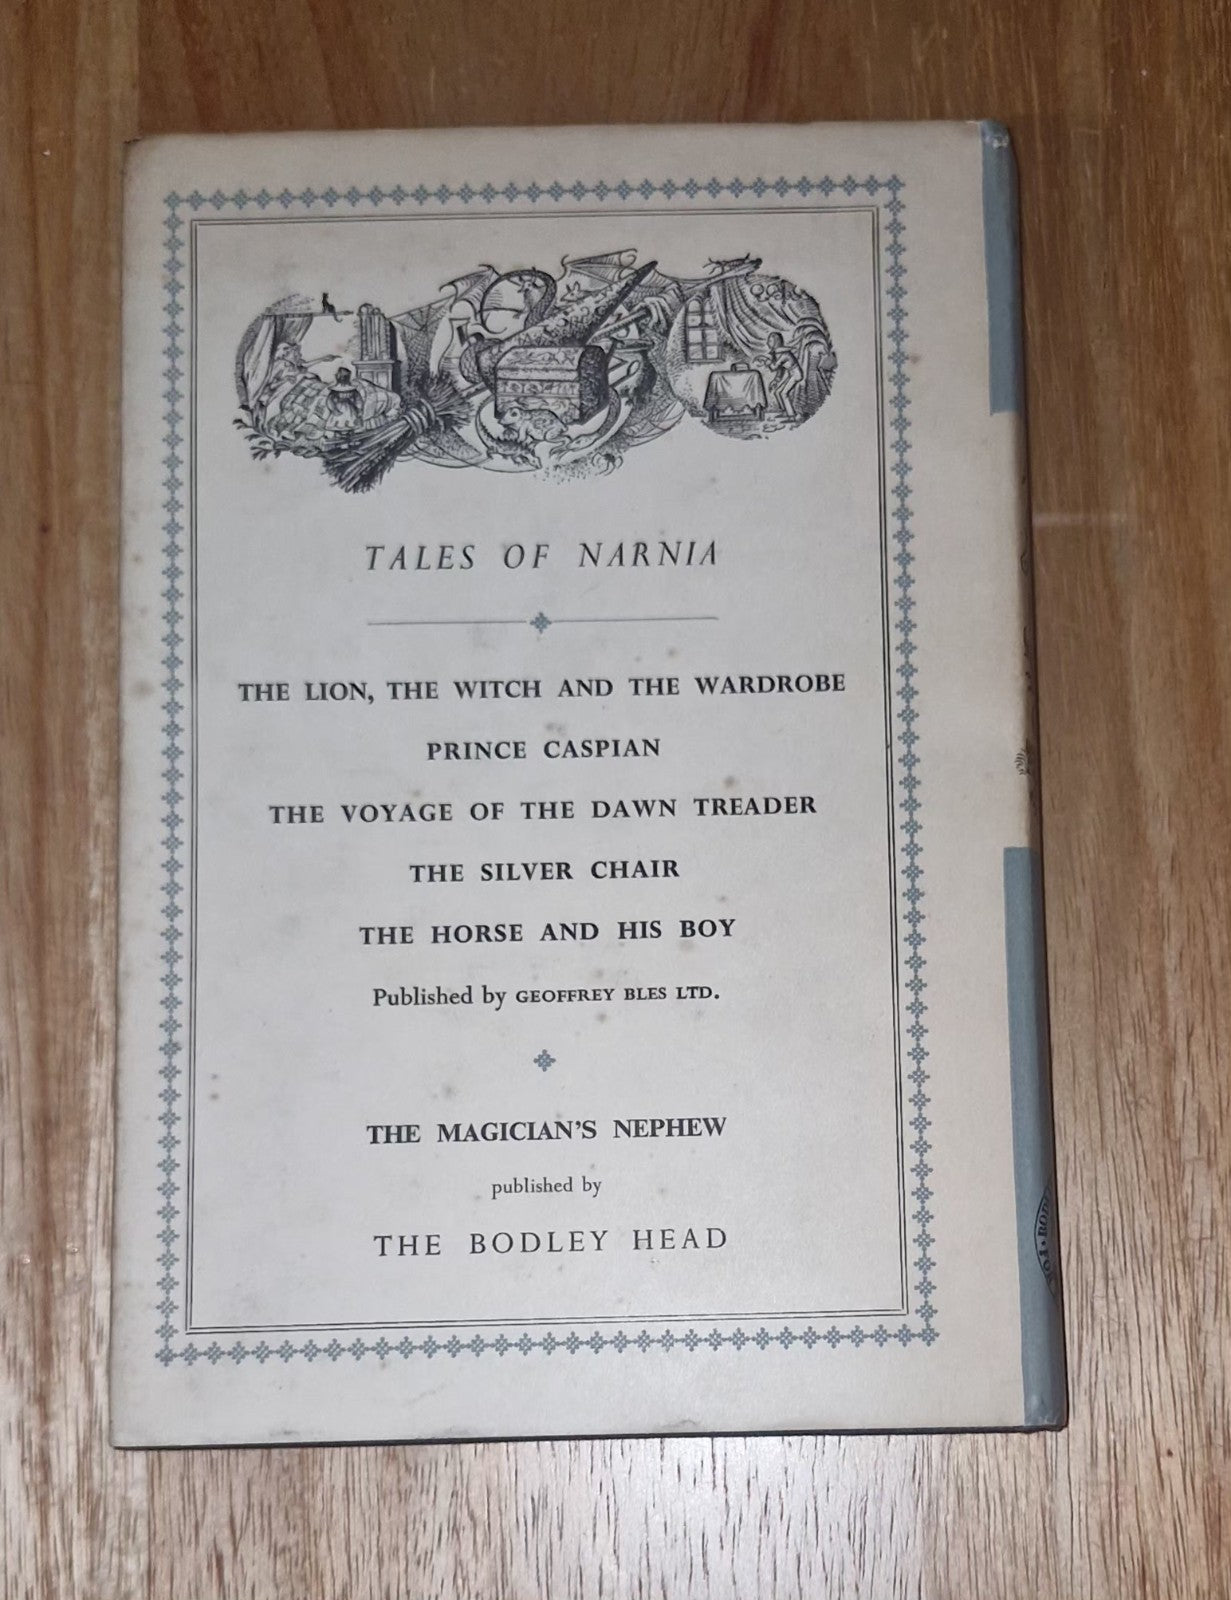 TALES OF NARNIA
THE LION, THE WITCH AND THE WARDROBE
PRINCE CASPIAN
THE VOYAGE OF THE DAWN TREADER
THE SILVER CHAIR
THE HORSE AND HIS BOY
Published by GEOFFREY BLES LTD.
THE MAGICIAN'S NEPHEW
published by
THE BODLEY HEAD